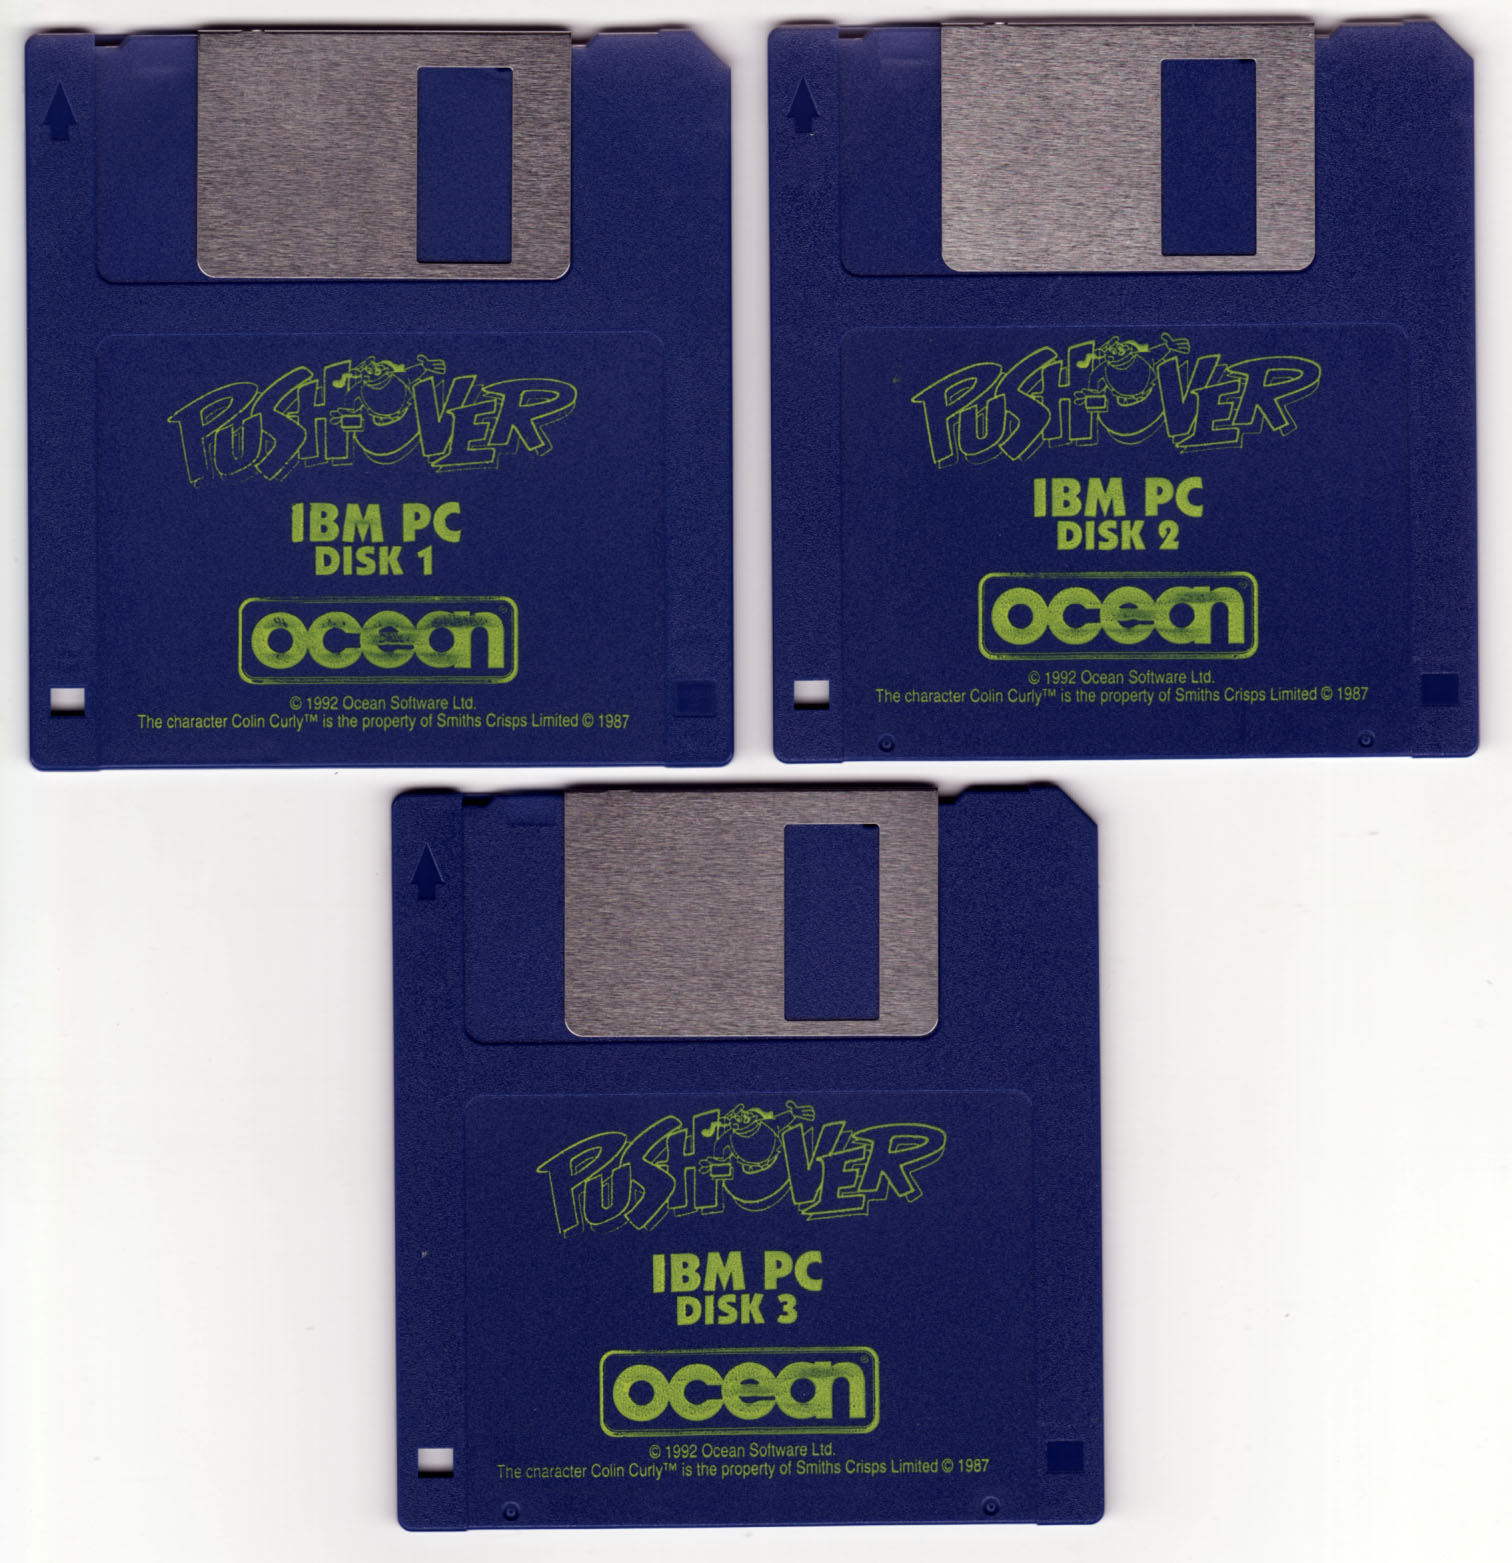 PUSH-OVER
IBM PC
DISK 1
ocean®
© 1992 Ocean Software Ltd.
The character Colin Curly™ is the property of Smiths Crisps Limited © 1987
PUSH-OVER
IBM PC
DISK 2
ocean®
© 1992 Ocean Software Ltd.
The character Colin Curly™ is the property of Smiths Crisps Limited © 1987
PUSH-OVER
IBM PC
DISK 3
ocean®
© 1992 Ocean Software Ltd.
The character Colin Curly™ is the property of Smiths Crisps Limited © 1987